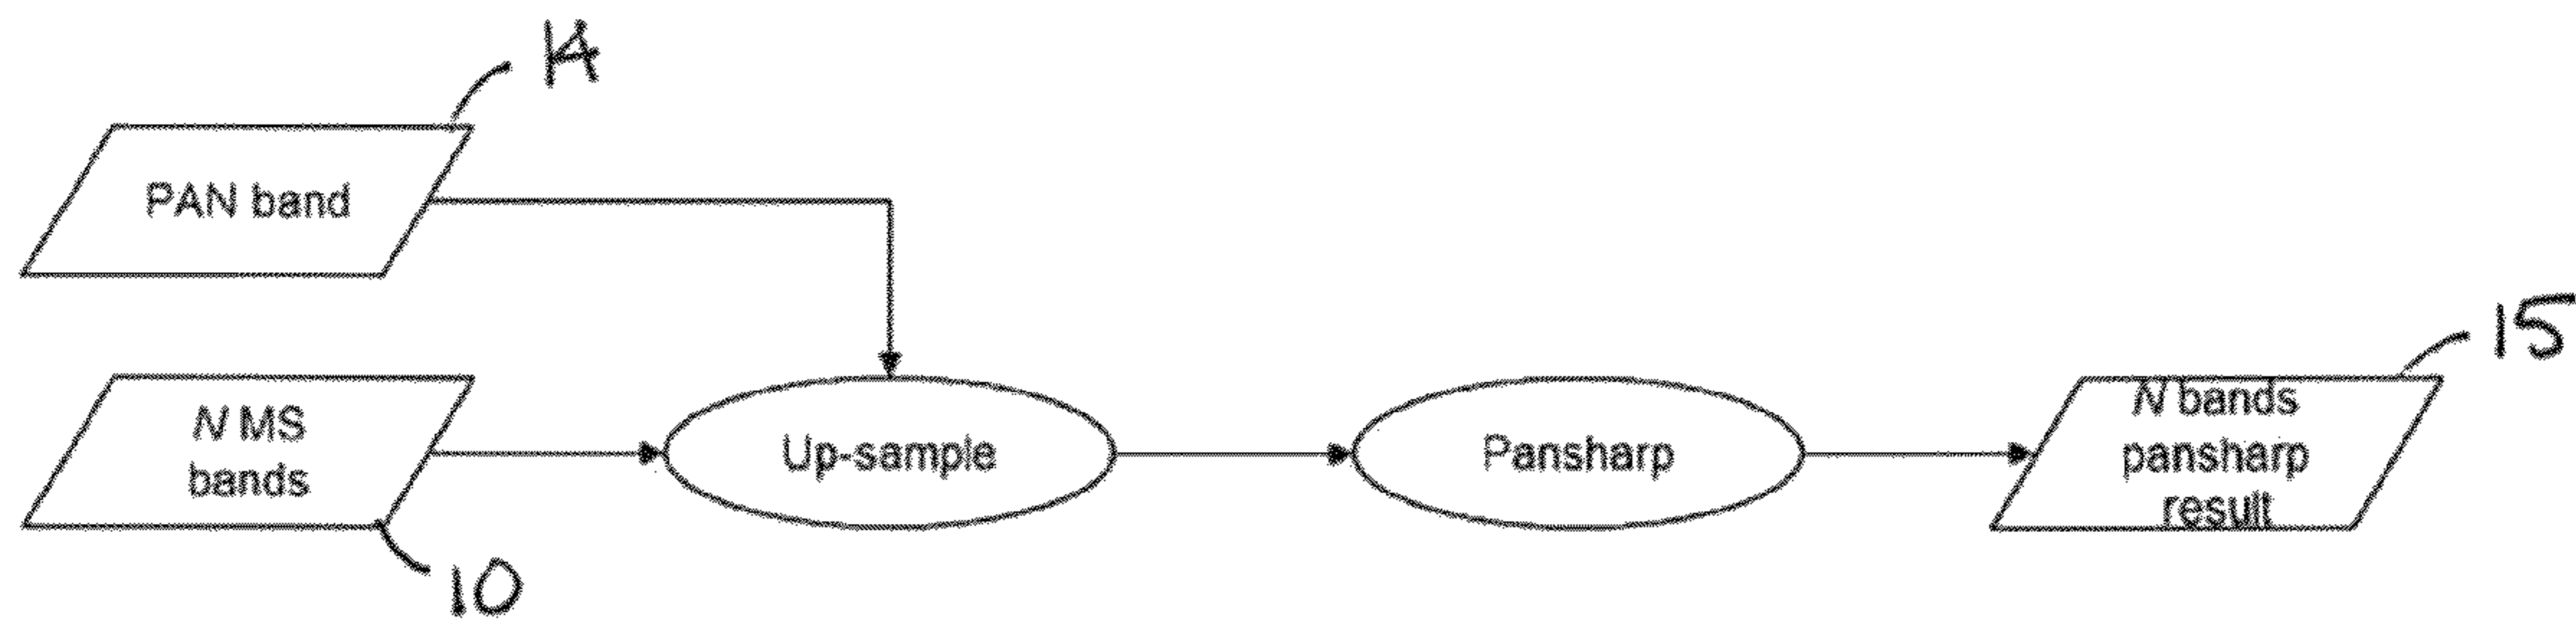 14
PAN band
N MS
bands
10
Up-sample
Pansharp
15
N bands
pansharp
result